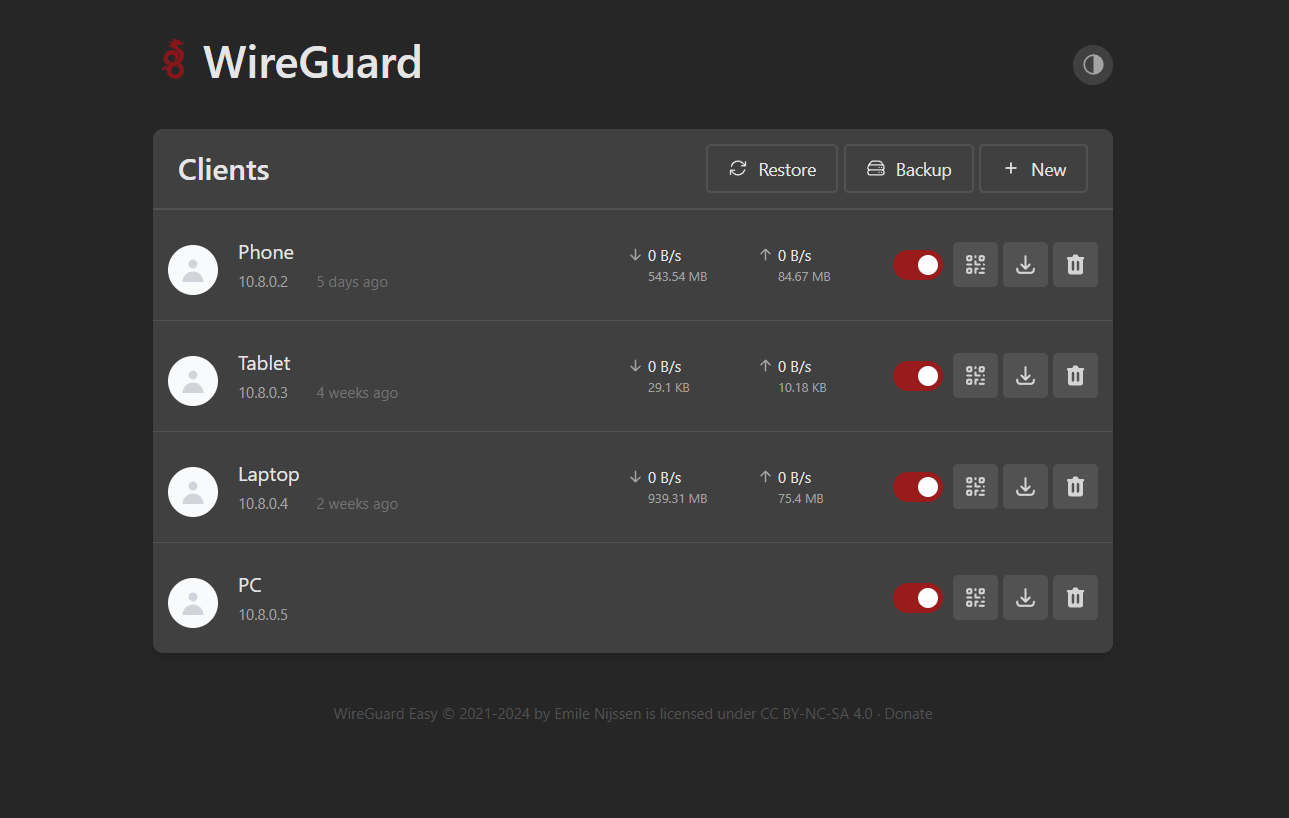 WireGuard
Clients
Restore
Backup
New
Phone
10.8.0.2 5 days ago
0 B/s
543.54 MB
0 B/s
84.67 MB
Tablet
10.8.0.3 4 weeks ago
0 B/s
29.1 KB
0 B/s
10.18 KB
Laptop
10.8.0.4 2 weeks ago
0 B/s
939.31 MB
0 B/s
75.4 MB
PC
10.8.0.5
WireGuard Easy © 2021-2024 by Emile Nijssen is licensed under CC BY-NC-SA 4.0 · Donate